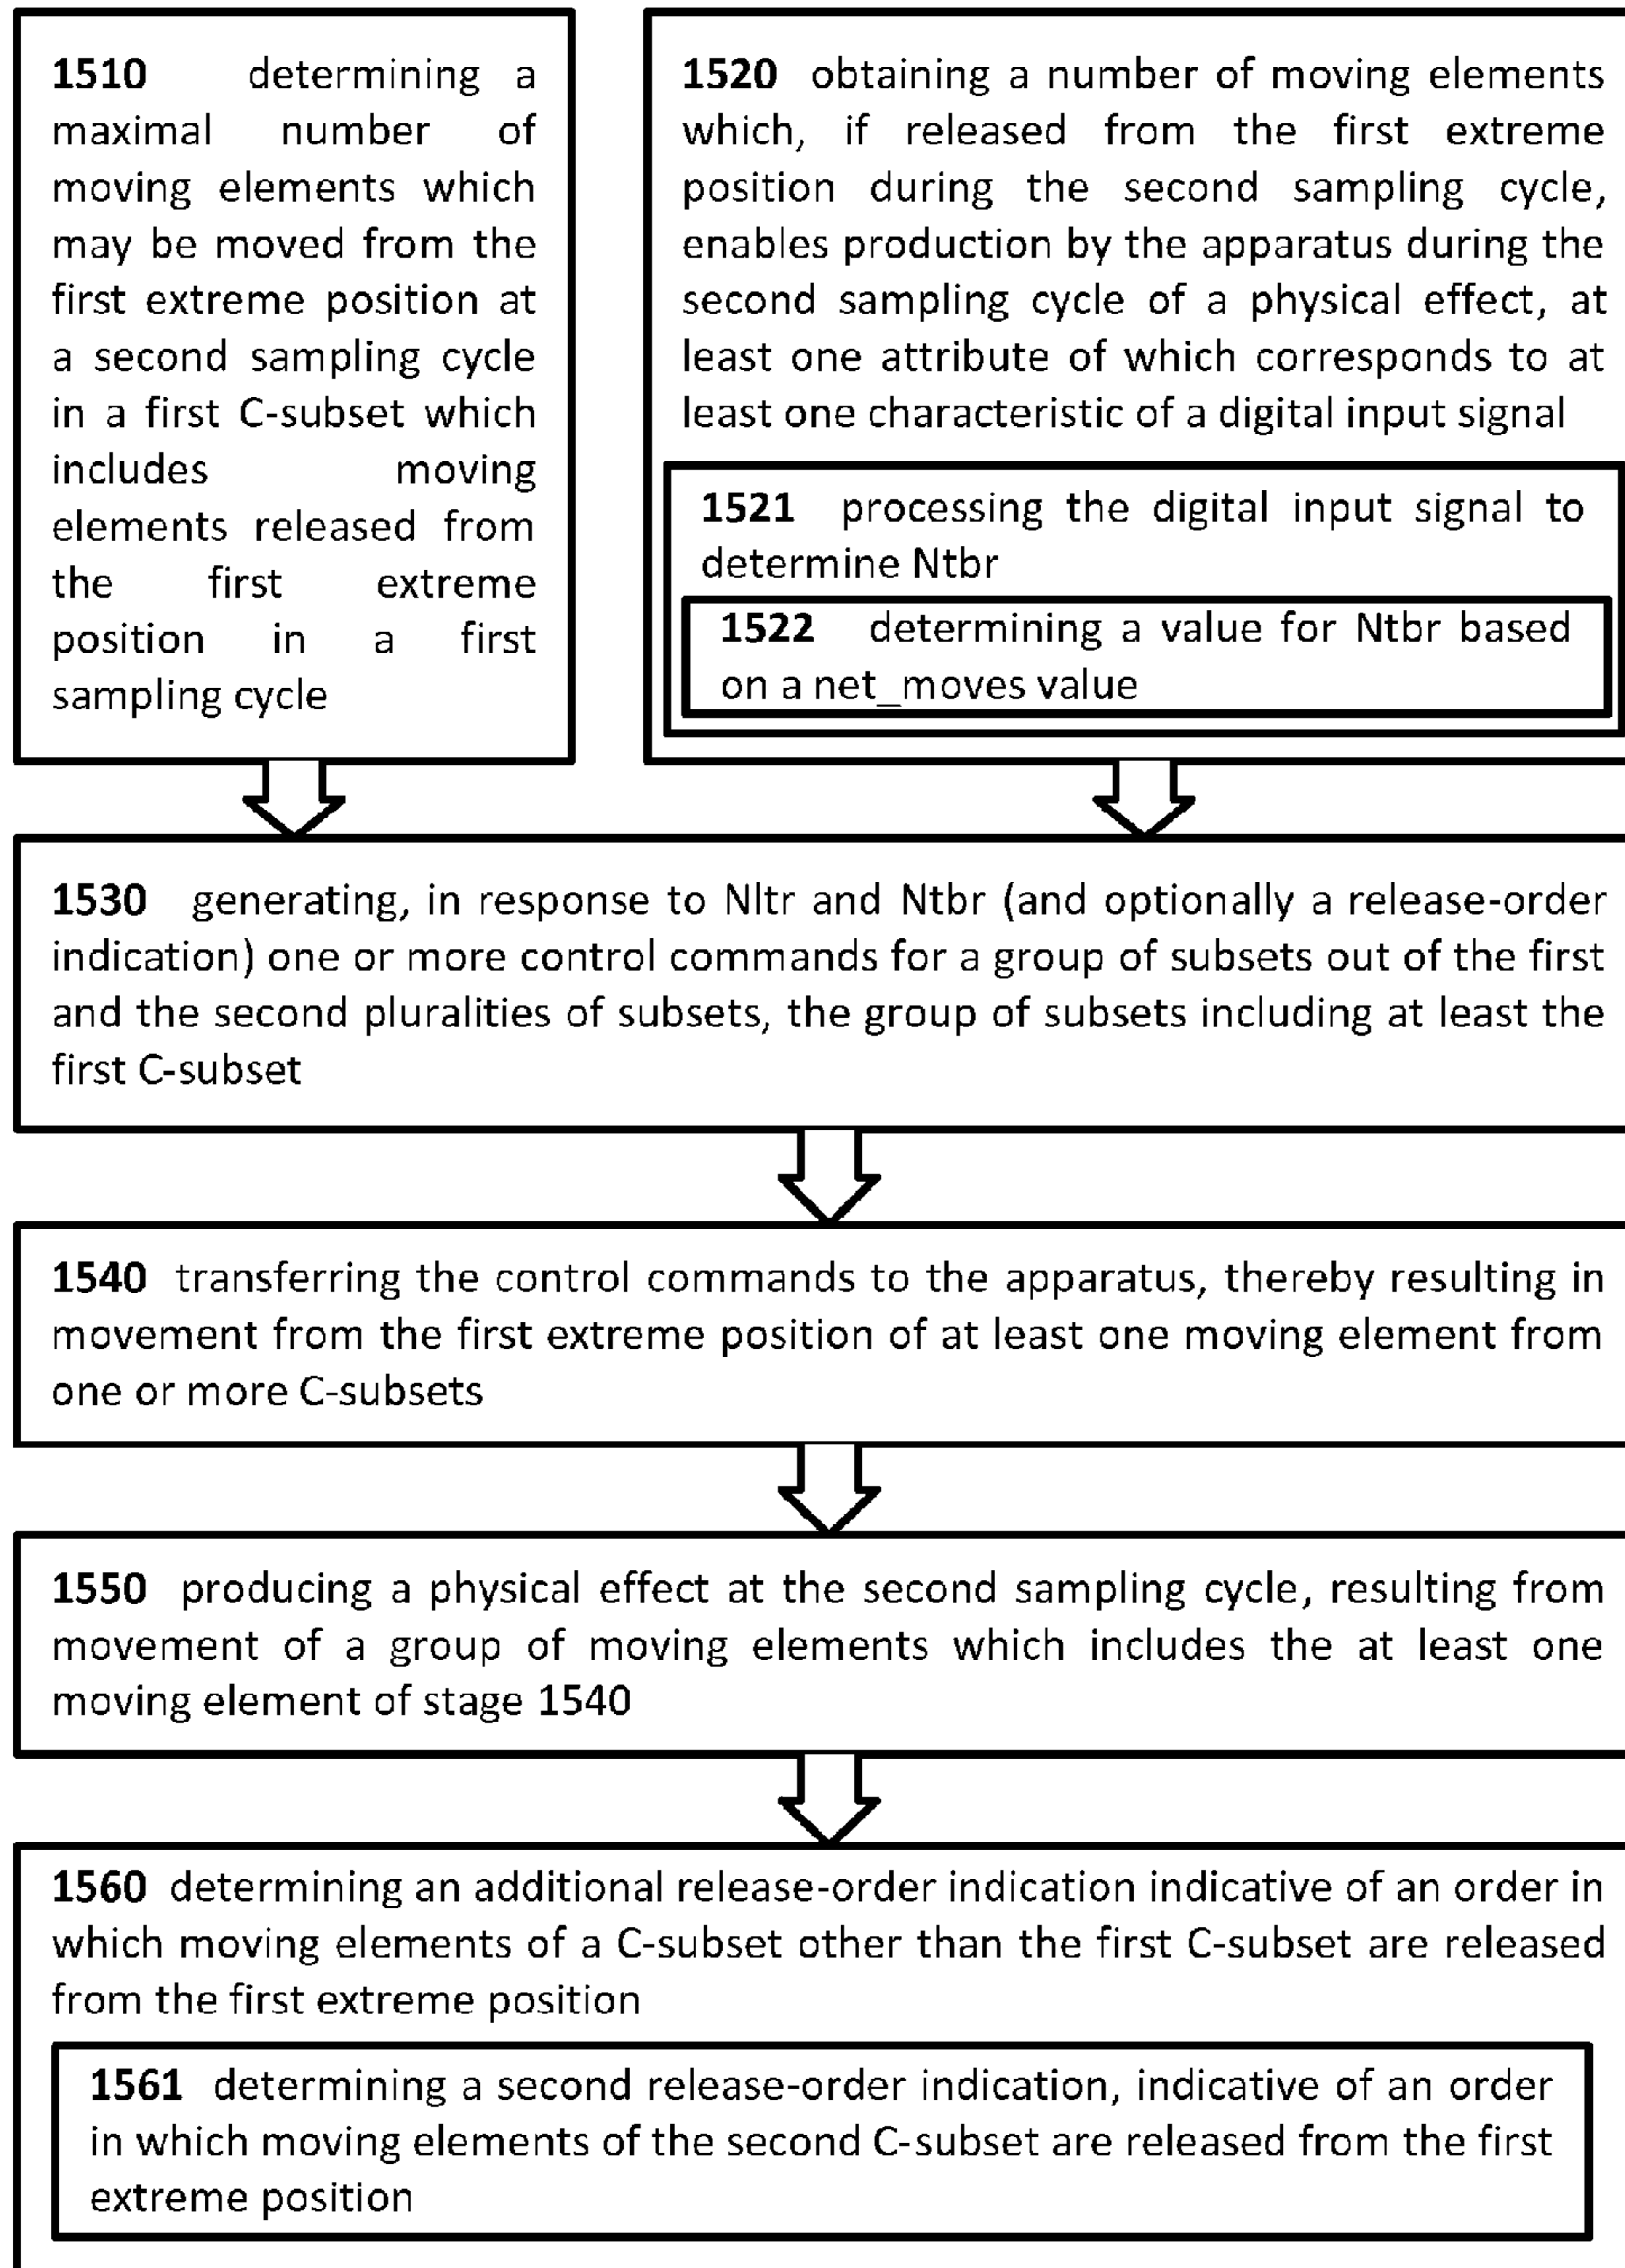 1510 determining a
maximal number of
moving elements which
may be moved from the
first extreme position at
a second sampling cycle
in a first C-subset which
includes moving
elements released from
the first extreme
position in a first
sampling cycle
1520 obtaining a number of moving elements
which, if released from the first extreme
position during the second sampling cycle,
enables production by the apparatus during the
second sampling cycle of a physical effect, at
least one attribute of which corresponds to at
least one characteristic of a digital input signal
1521 processing the digital input signal to
determine Ntbr
1522 determining a value for Ntbr based
on a net_moves value
1530 generating, in response to Nltr and Ntbr (and optionally a release-order
indication) one or more control commands for a group of subsets out of the first
and the second pluralities of subsets, the group of subsets including at least the
first C-subset
1540 transferring the control commands to the apparatus, thereby resulting in
movement from the first extreme position of at least one moving element from
one or more C-subsets
1550 producing a physical effect at the second sampling cycle, resulting from
movement of a group of moving elements which includes the at least one
moving element of stage 1540
1560 determining an additional release-order indication indicative of an order in
which moving elements of a C-subset other than the first C-subset are released
from the first extreme position
1561 determining a second release-order indication, indicative of an order
in which moving elements of the second C-subset are released from the first
extreme position